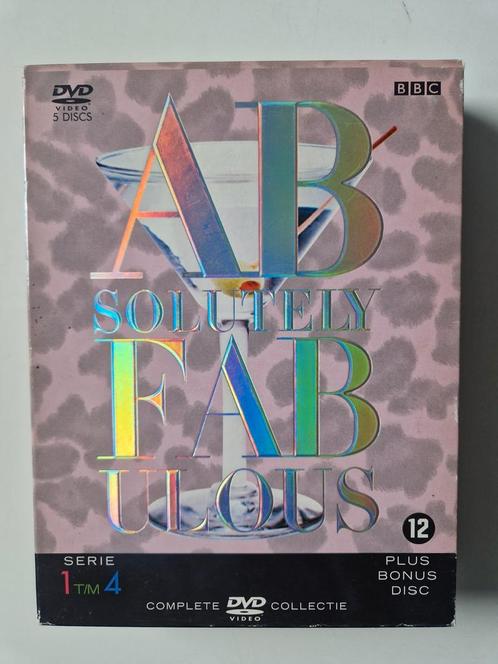 DVD
VIDEO
5 DISCS
BBC
AB
SOLUTELY
FAB
ULOUS
12
SERIE
1 T/M 4
PLUS
BONUS
DISC
COMPLETE DVD VIDEO COLLECTIE